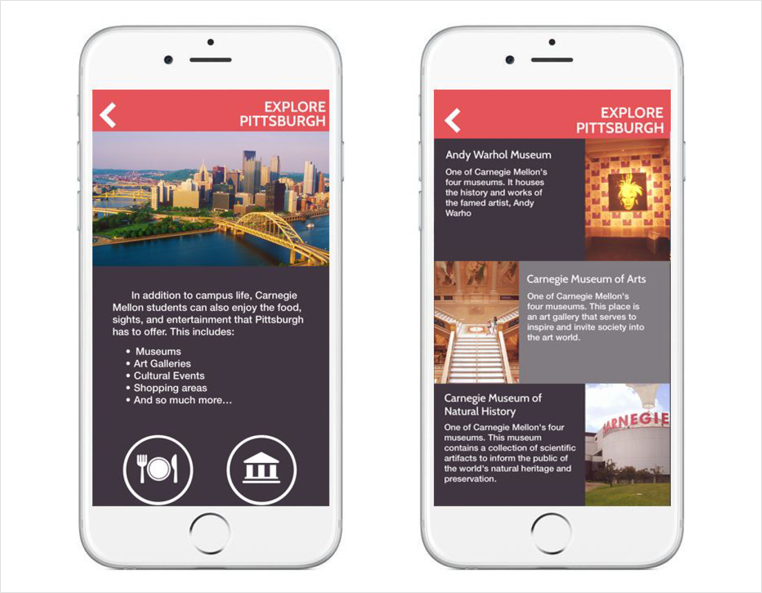 EXPLORE
PITTSBURGH
In addition to campus life, Carnegie
Mellon students can also enjoy the food,
sights, and entertainment that Pittsburgh
has to offer. This includes:
• Museums
• Art Galleries
• Cultural Events
• Shopping areas
• And so much more...
EXPLORE
PITTSBURGH
Andy Warhol Museum
One of Carnegie Mellon's
four museums. It houses
the history and works of
the famed artist, Andy
Warho
Carnegie Museum of Arts
One of Carnegie Mellon's
four museums. This place is
an art gallery that serves to
inspire and invite society into
the art world.
Carnegie Museum of
Natural History
One of Carnegie Mellon's four
museums. This museum
contains a collection of scientific
artifacts to inform the public of
the world's natural heritage and
preservation.
ARNEGIE